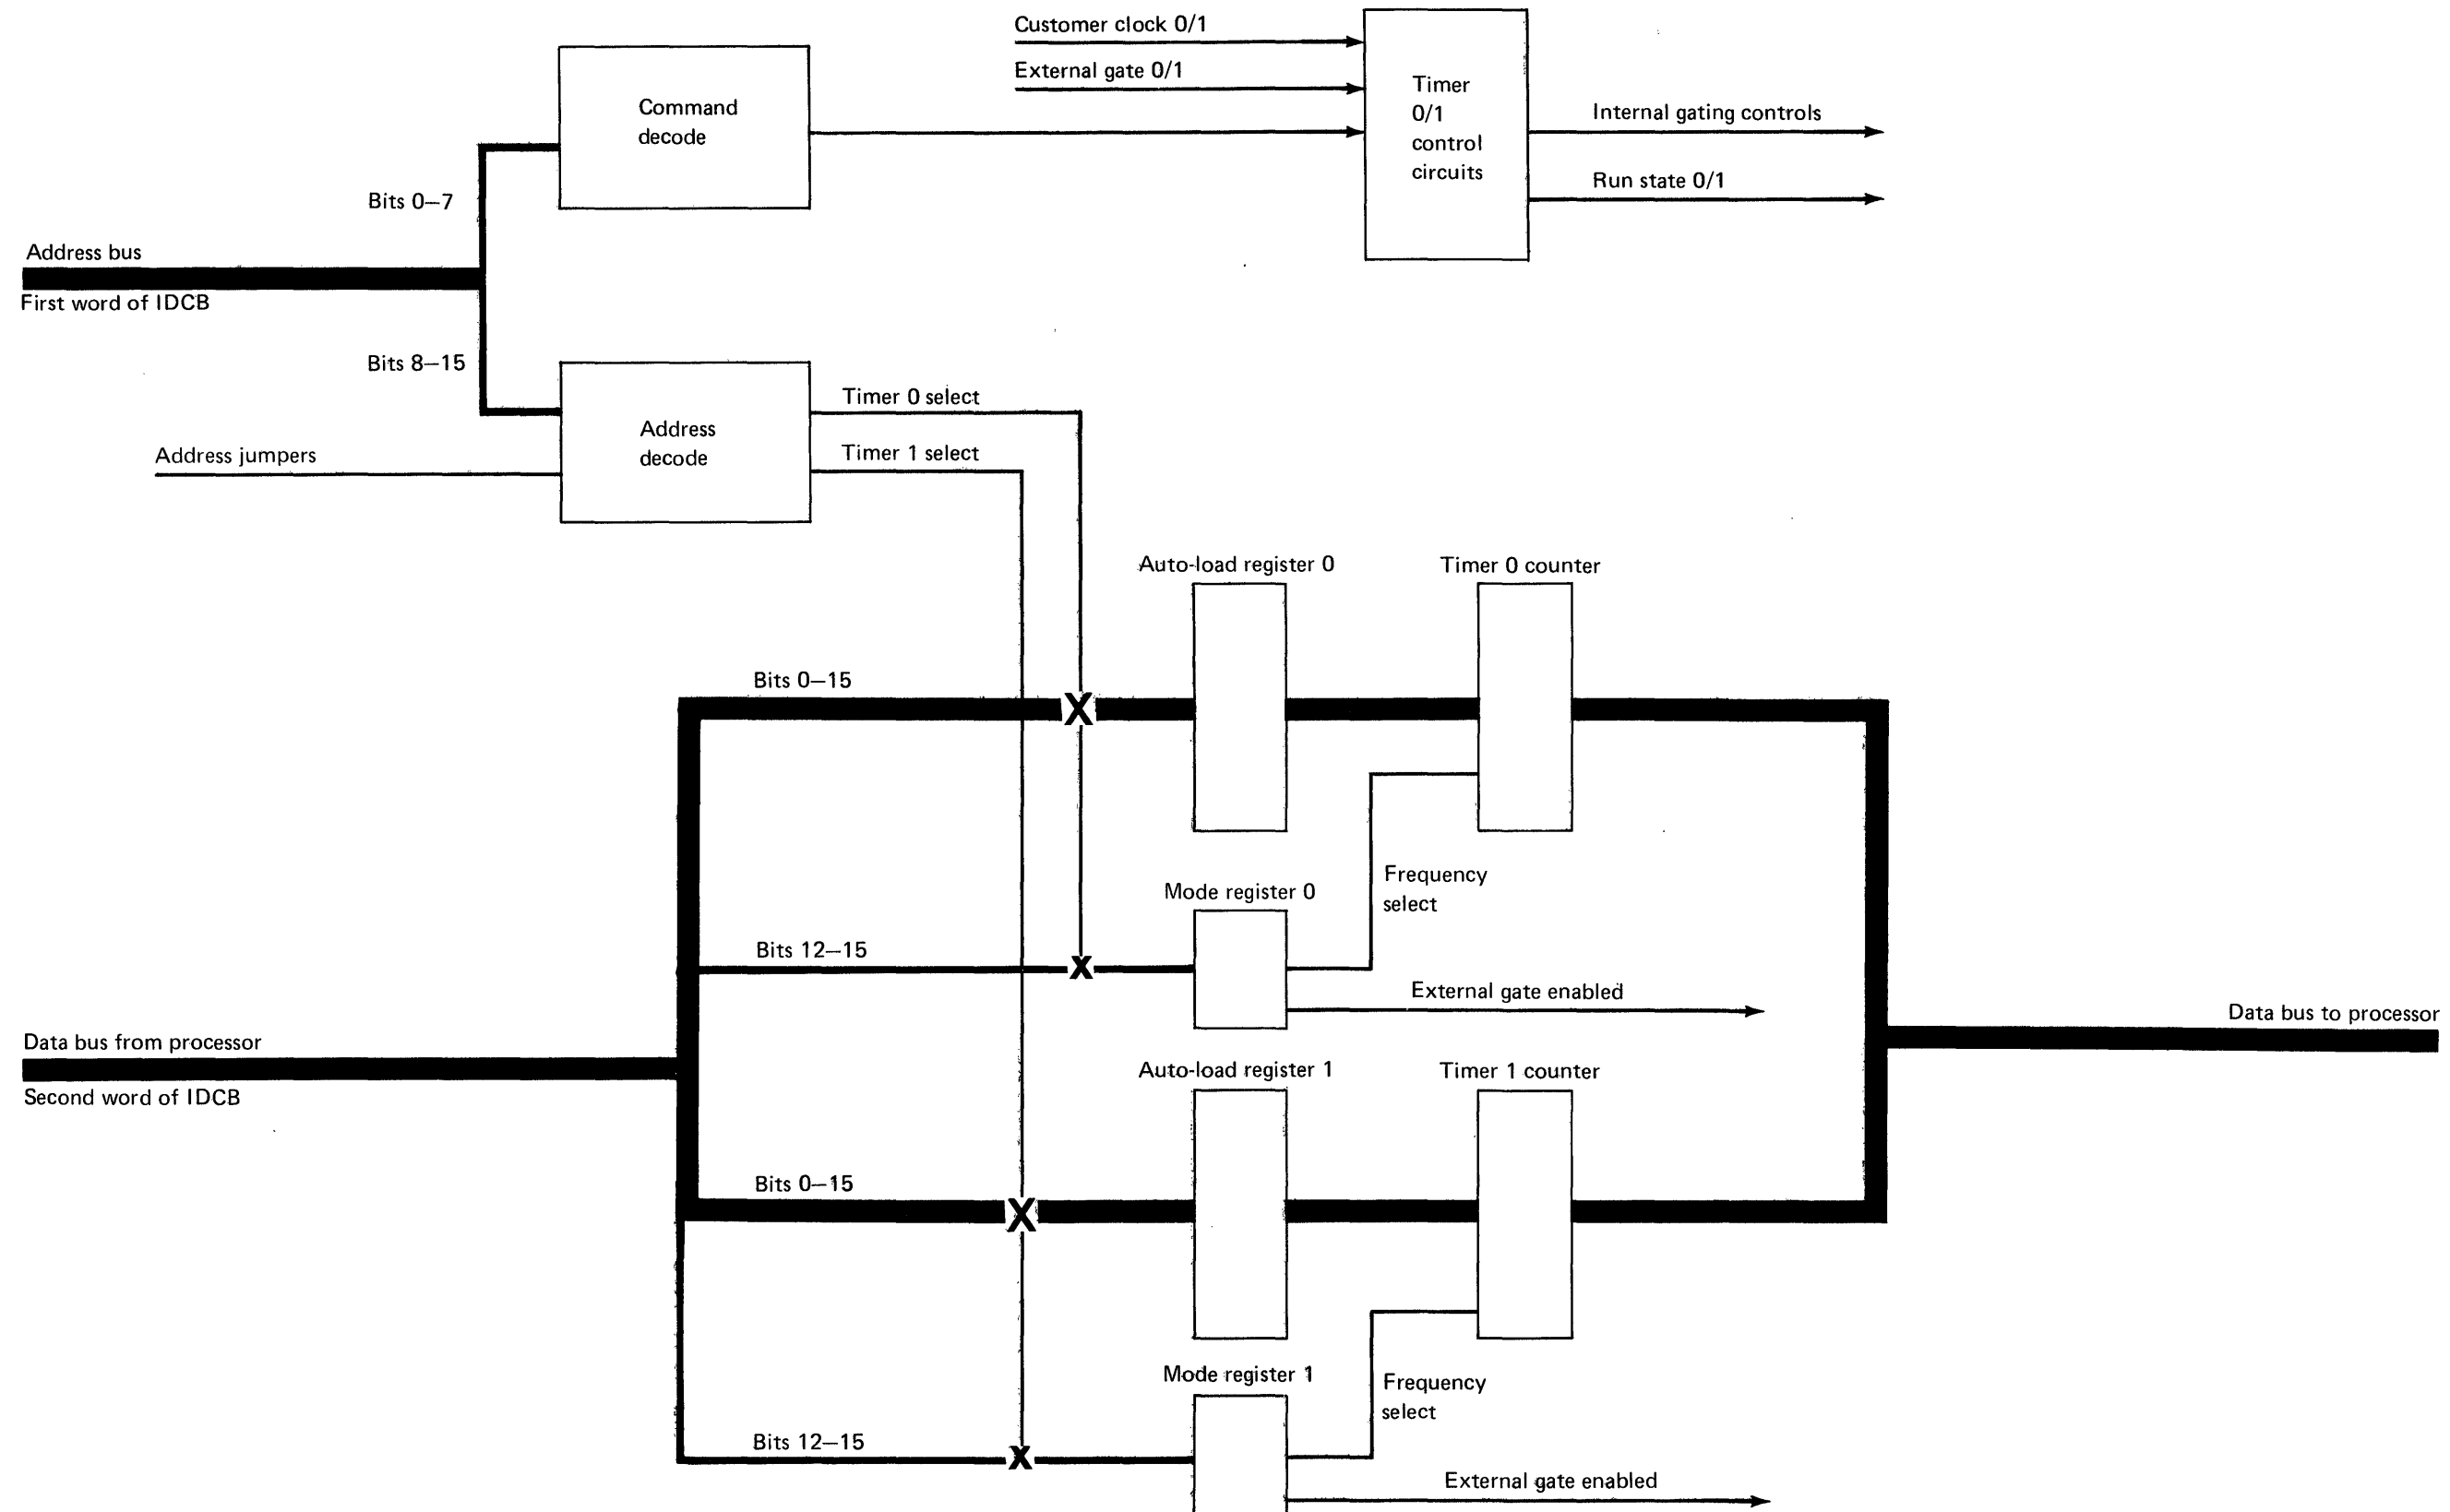 Customer clock 0/1
External gate 0/1
Command
decode
Timer
0/1
control
circuits
Internal gating controls
Run state 0/1
Bits 0–7
Address bus
First word of IDCB
Bits 8–15
Address jumpers
Address
decode
Timer 0 select
Timer 1 select
Auto-load register 0
Timer 0 counter
Bits 0–15
X
Frequency
select
Mode register 0
Bits 12–15
X
External gate enabled
Data bus from processor
Second word of IDCB
Data bus to processor
Auto-load register 1
Timer 1 counter
Bits 0–15
X
Mode register 1
Frequency
select
Bits 12–15
X
External gate enabled